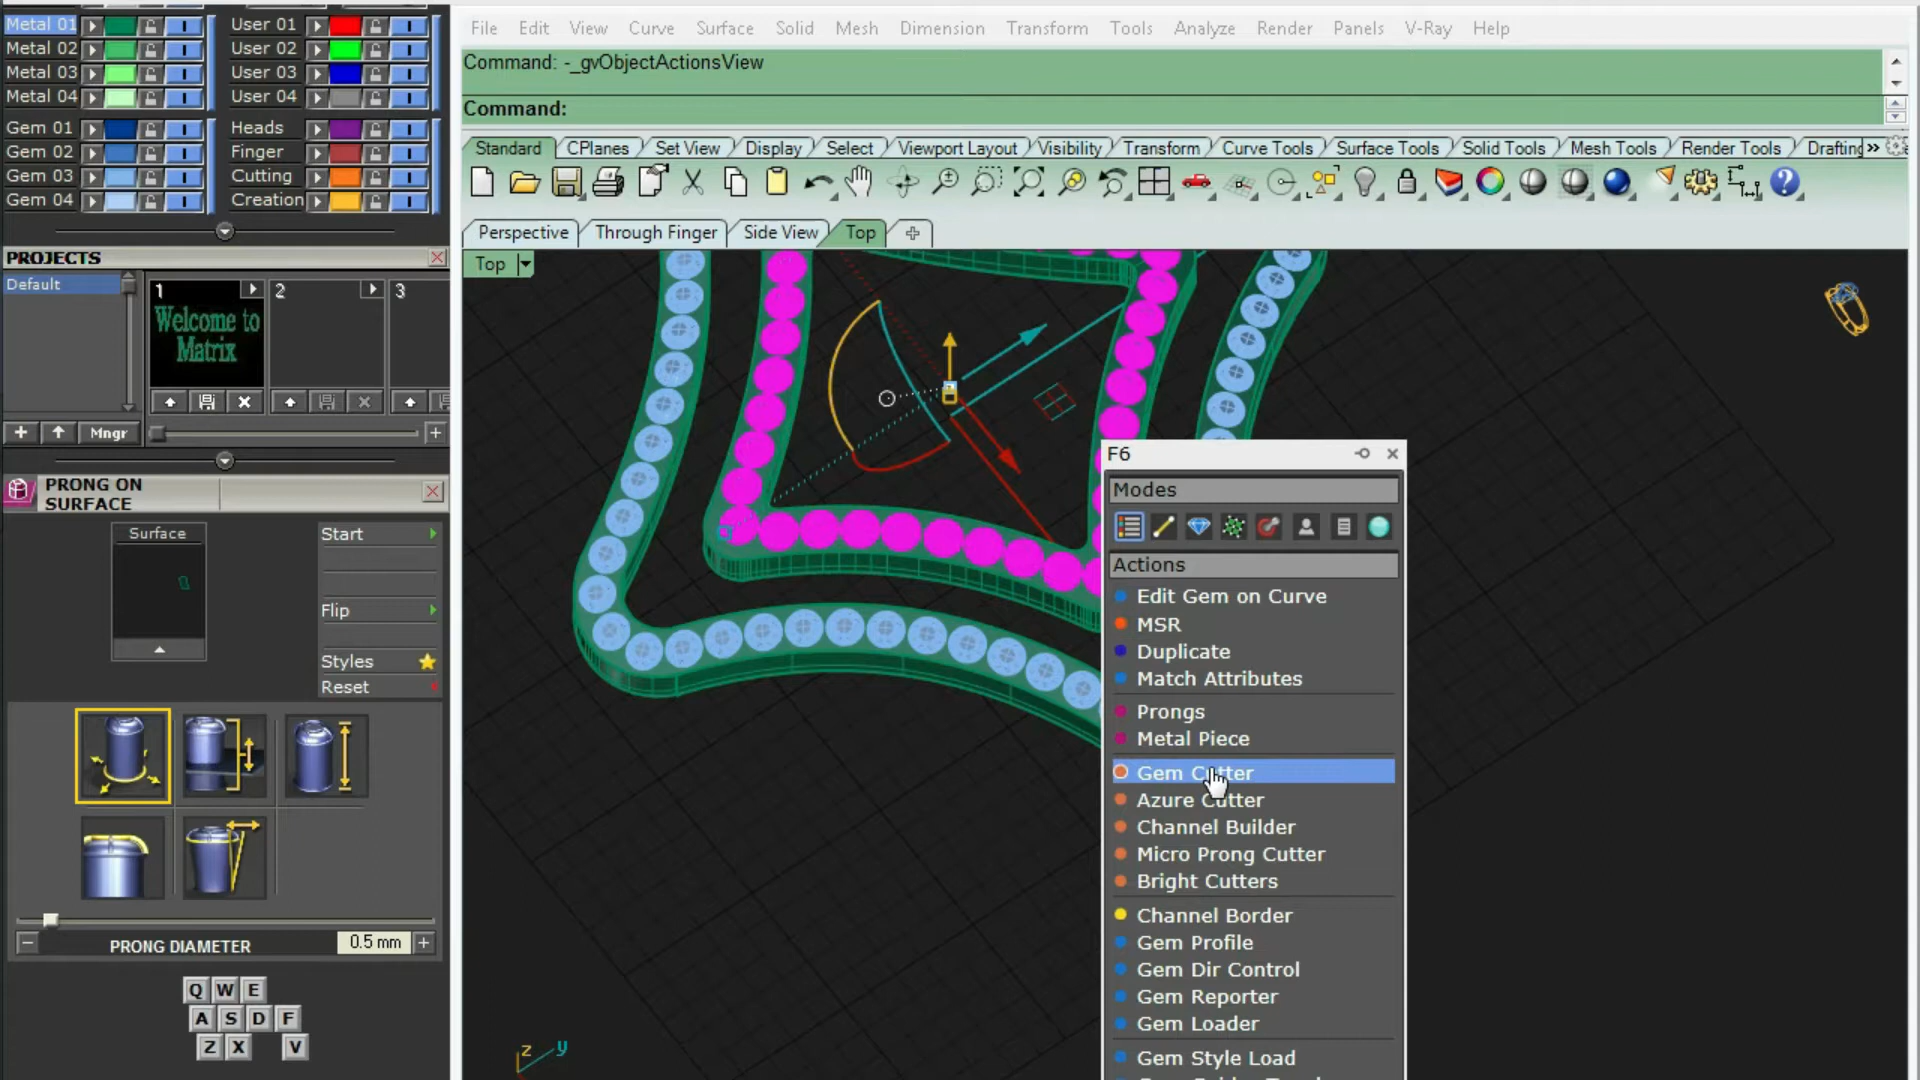 Metal 01
Metal 02
Metal 03
Metal 04
User 01
User 02
User 03
User 04
Gem 01
Gem 02
Gem 03
Gem 04
Heads
Finger
Cutting
Creation
PROJECTS
Default
1
2
3
Welcome to
Matrix
Mngr
PRONG ON
SURFACE
Surface
Start
Flip
Styles
Reset
PRONG DIAMETER 0.5 mm
Q W E
A S D F
Z X V
File Edit View Curve Surface Solid Mesh Dimension Transform Tools Analyze Render Panels V-Ray Help
Command: -_gvObjectActionsView
Command:
Standard CPlanes Set View Display Select Viewport Layout Visibility Transform Curve Tools Surface Tools Solid Tools Mesh Tools Render Tools Drafting
Perspective Through Finger Side View Top
Top
F6
Modes
Actions
Edit Gem on Curve
MSR
Duplicate
Match Attributes
Prongs
Metal Piece
Gem Cutter
Azure Cutter
Channel Builder
Micro Prong Cutter
Bright Cutters
Channel Border
Gem Profile
Gem Dir Control
Gem Reporter
Gem Loader
Gem Style Load
z y